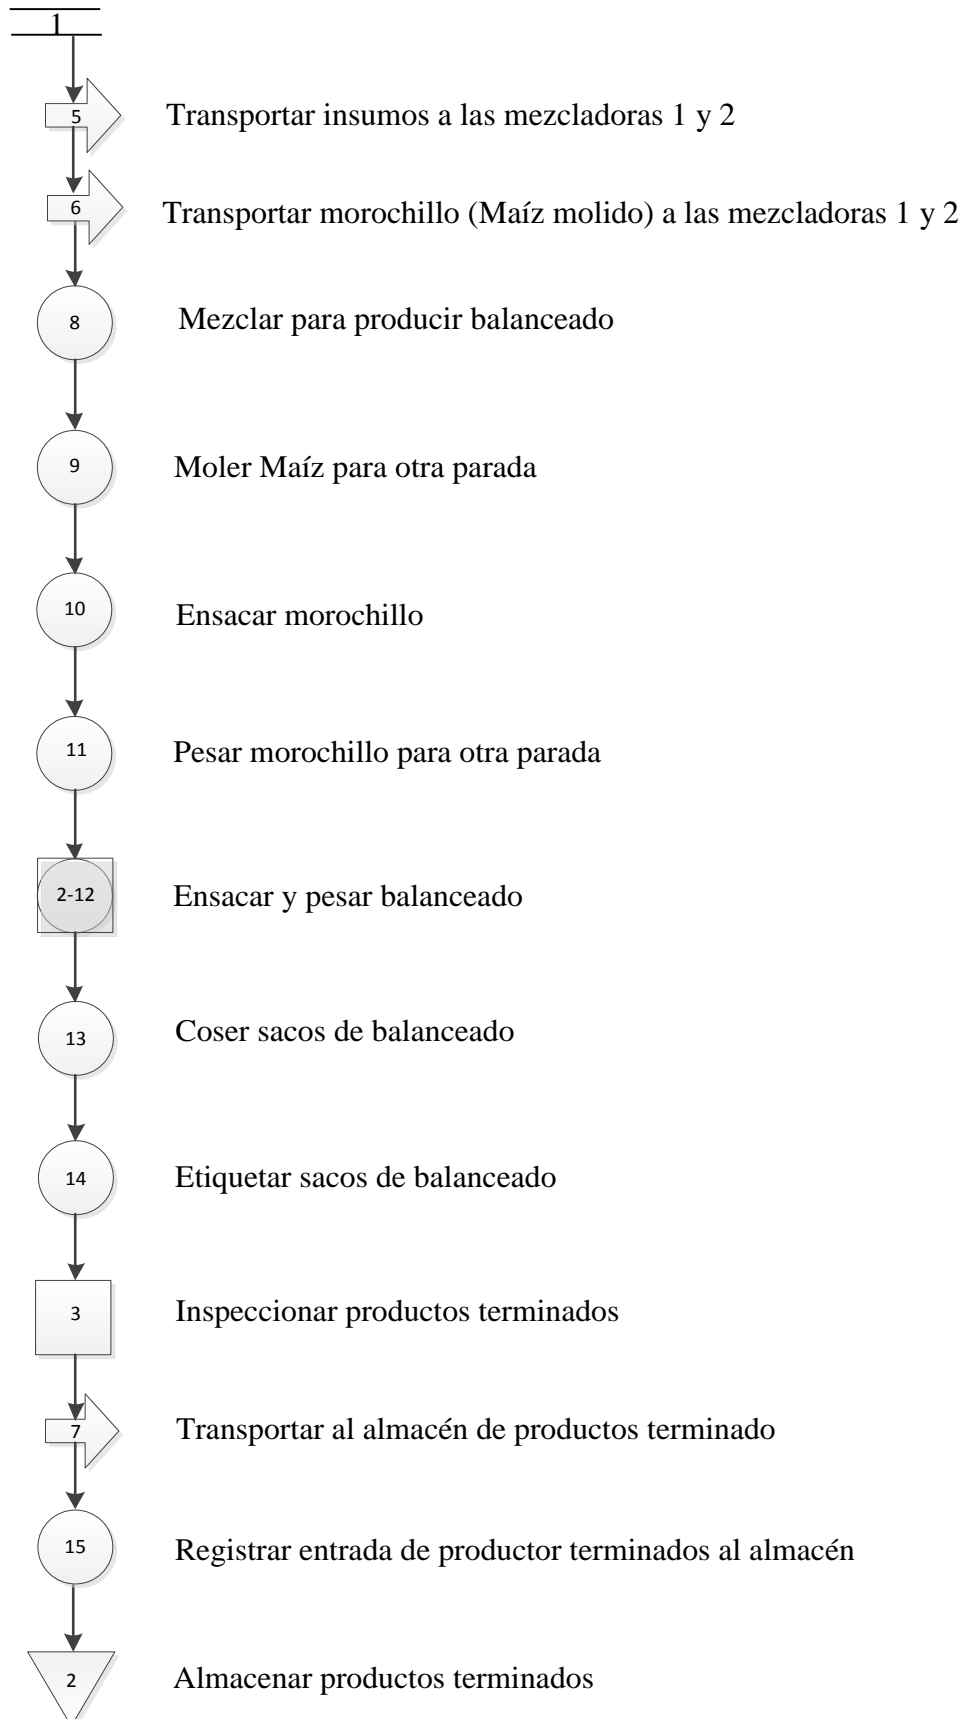 1
5 Transportar insumos a las mezcladoras 1 y 2
6 Transportar morochillo (Maíz molido) a las mezcladoras 1 y 2
8 Mezclar para producir balanceado
9 Moler Maíz para otra parada
10 Ensacar morochillo
11 Pesar morochillo para otra parada
2-12 Ensacar y pesar balanceado
13 Coser sacos de balanceado
14 Etiquetar sacos de balanceado
3 Inspeccionar productos terminados
7 Transportar al almacén de productos terminado
15 Registrar entrada de productor terminados al almacén
2 Almacenar productos terminados